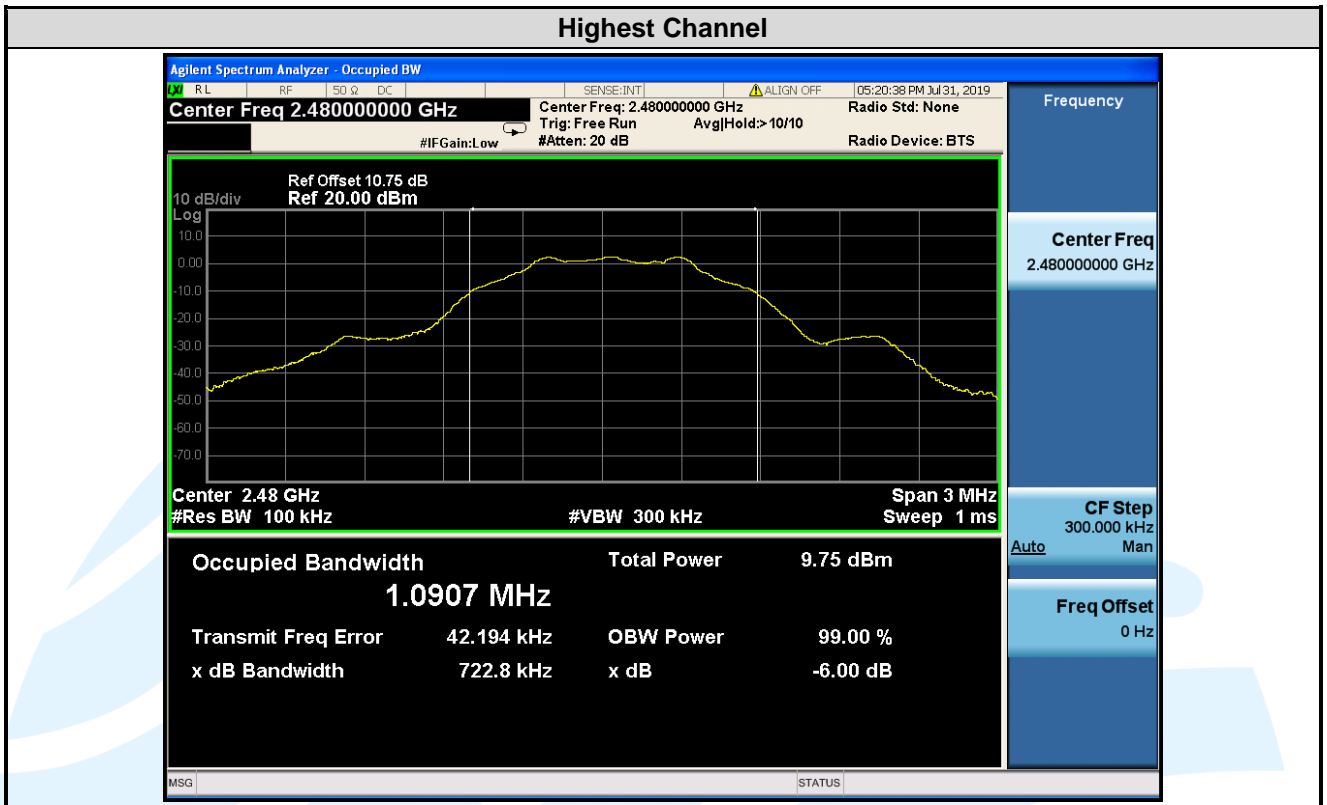 Highest Channel
Agilent Spectrum Analyzer - Occupied BW
LXI RL RF 50 Ω DC SENSE:INT ALIGN OFF 05:20:38 PM Jul 31, 2019
Center Freq 2.480000000 GHz
#IFGain:Low
Center Freq: 2.480000000 GHz
Trig: Free Run Avg|Hold:>10/10
#Atten: 20 dB
Radio Std: None
Radio Device: BTS
Frequency
Ref Offset 10.75 dB
10 dB/div Ref 20.00 dBm
Log
10.0
0.00
-10.0
-20.0
-30.0
-40.0
-50.0
-60.0
-70.0
Center 2.48 GHz Span 3 MHz
#Res BW 100 kHz #VBW 300 kHz Sweep 1 ms
Center Freq
2.480000000 GHz
CF Step
300.000 kHz
Auto Man
Freq Offset
0 Hz
Occupied Bandwidth Total Power 9.75 dBm
1.0907 MHz
Transmit Freq Error 42.194 kHz OBW Power 99.00 %
x dB Bandwidth 722.8 kHz x dB -6.00 dB
MSG STATUS